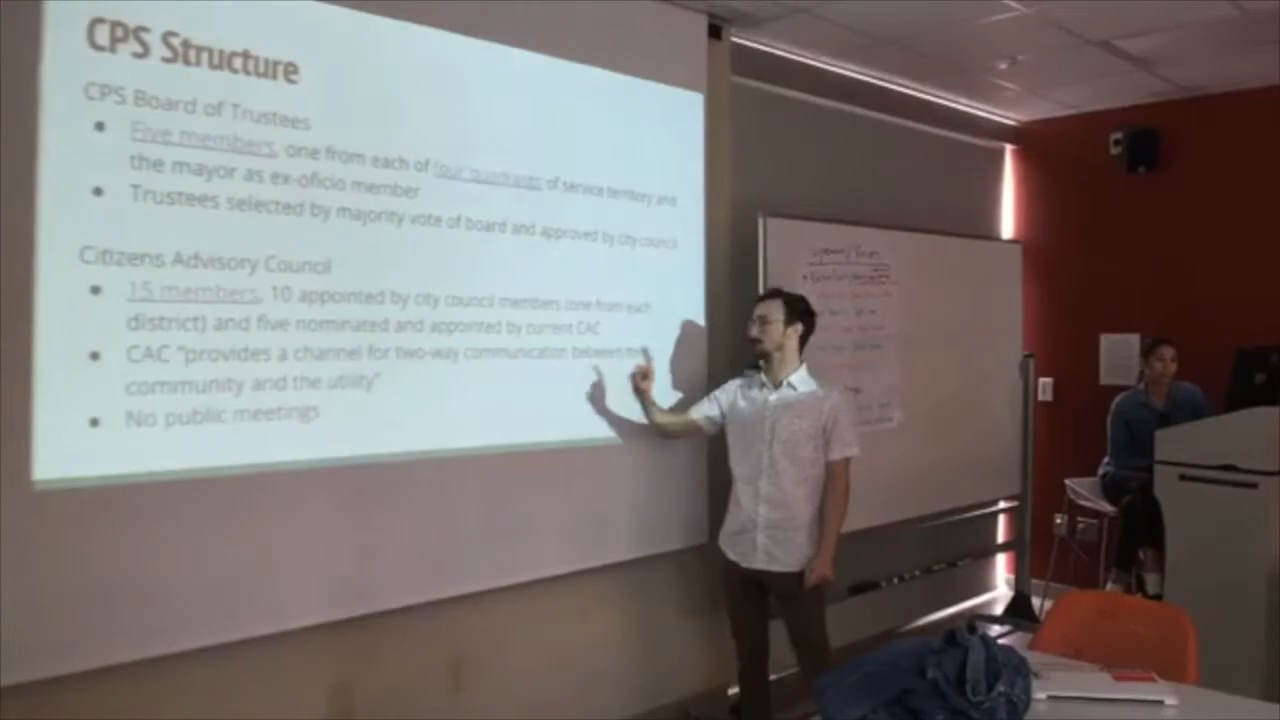 CPS Structure
CPS Board of Trustees
● Five members, one from each of four quadrants of service territory and
the mayor as ex-oficio member
● Trustees selected by majority vote of board and approved by city council
Citizens Advisory Council
● 15 members, 10 appointed by city council members (one from each
district) and five nominated and appointed by current CAC
● CAC "provides a channel for two-way communication between the
community and the utility"
● No public meetings